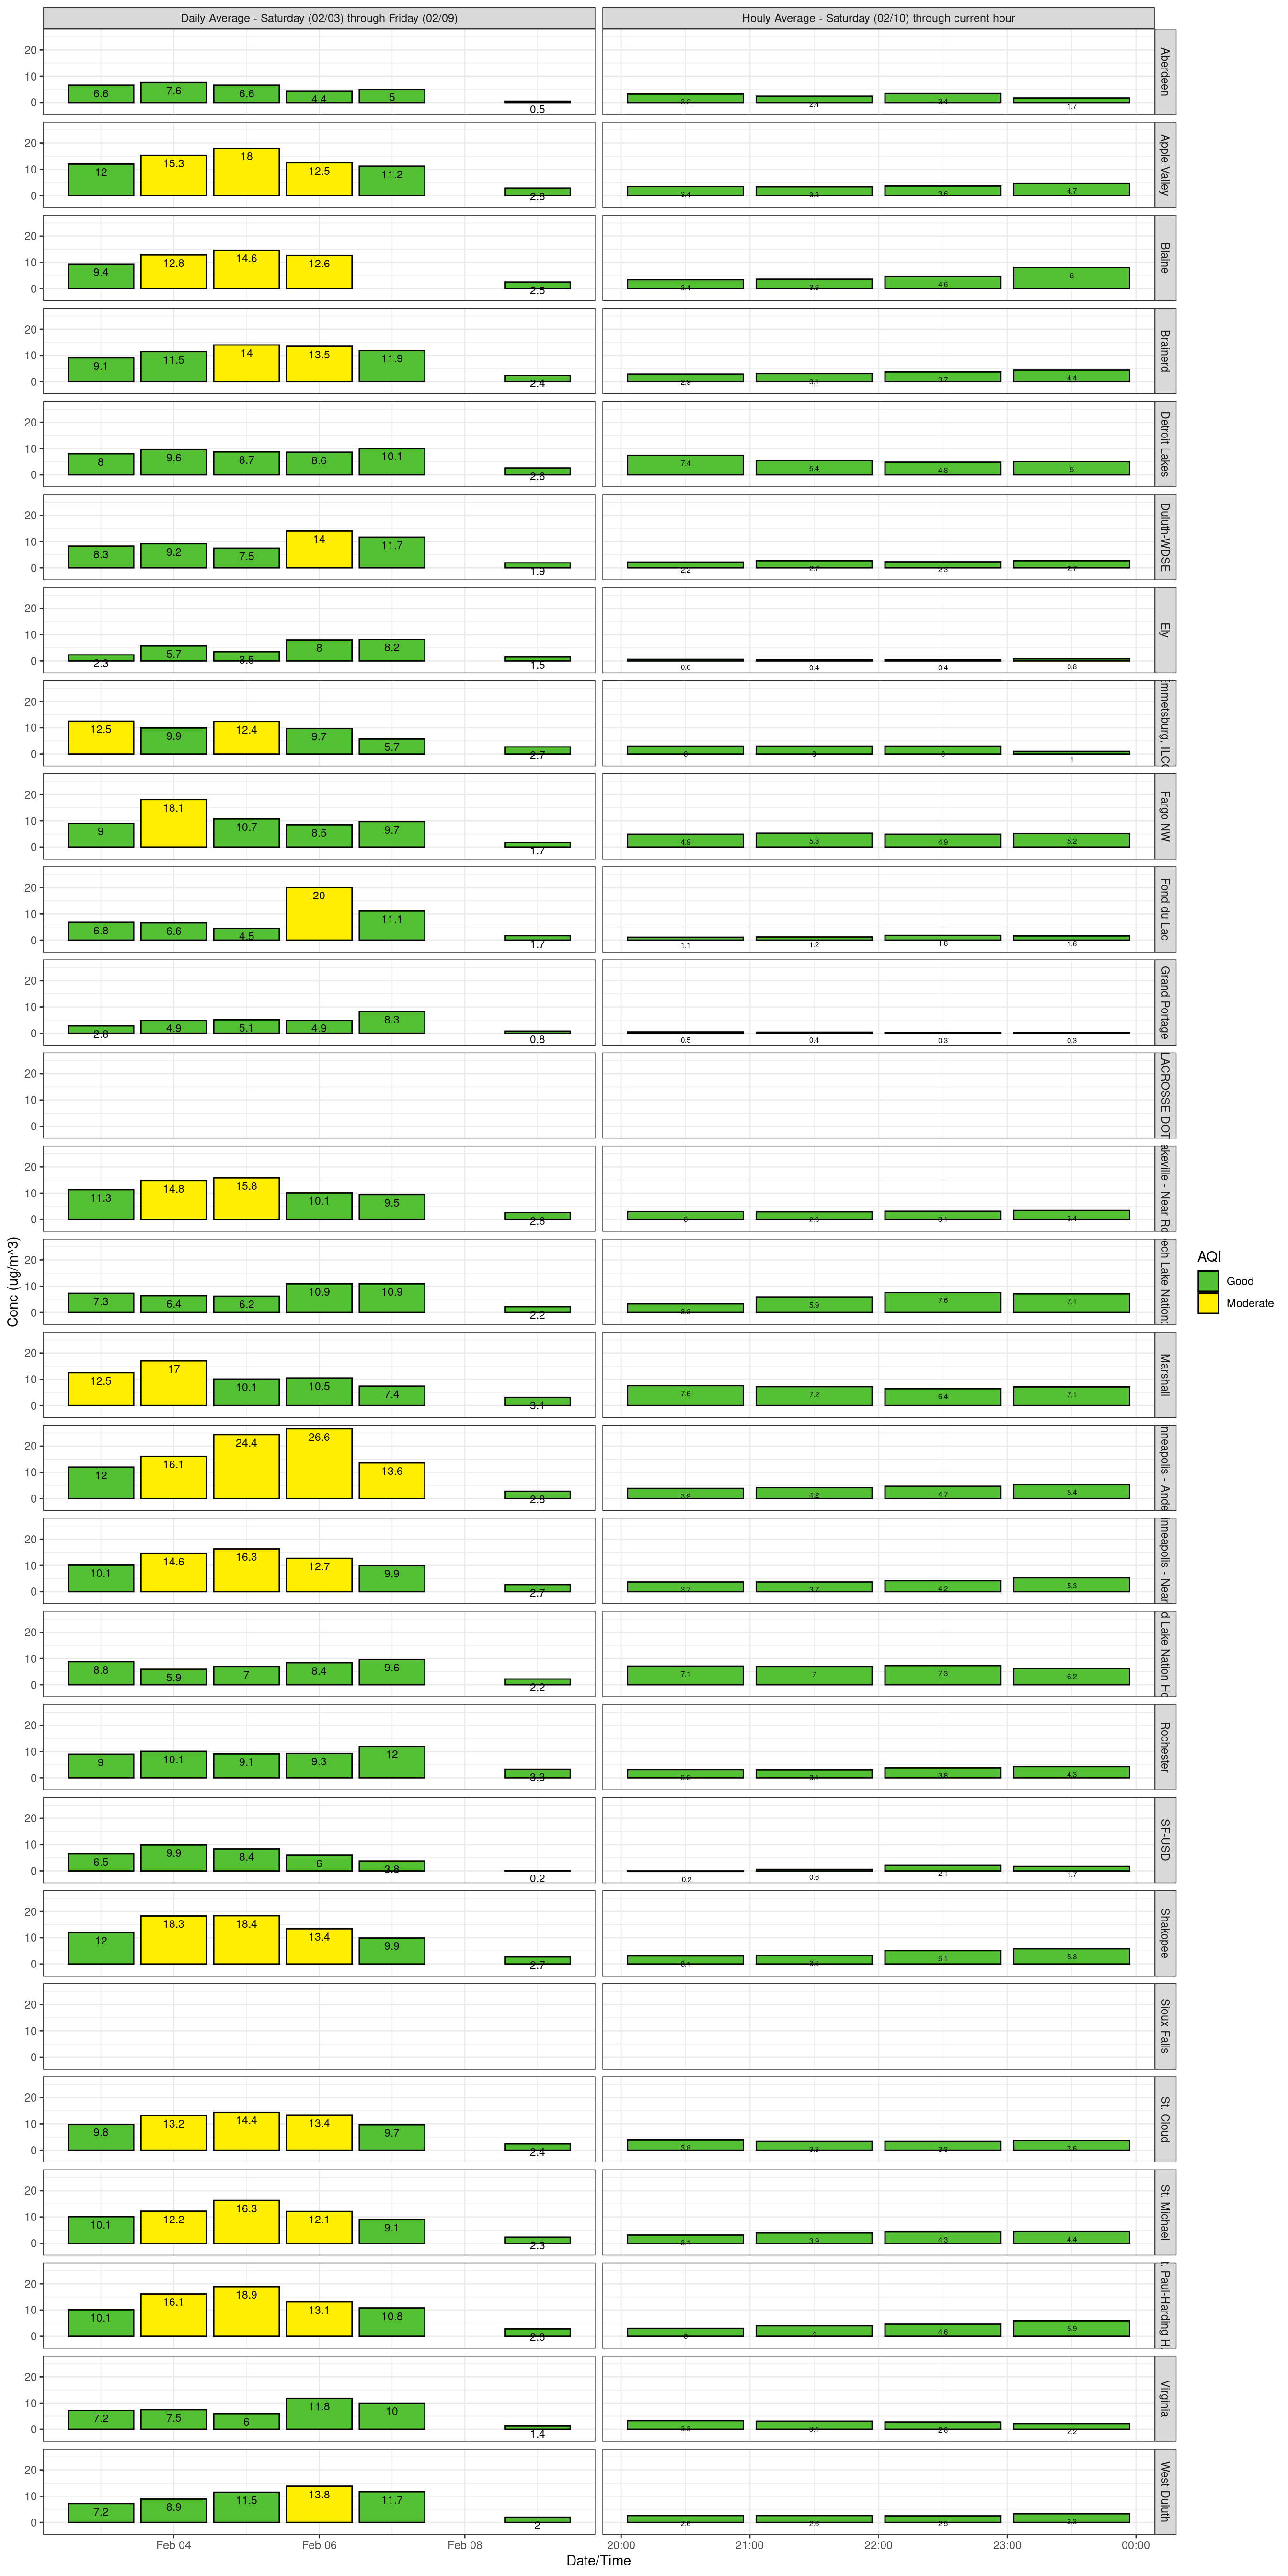 Daily Average - Saturday (02/03) through Friday (02/09)
Houly Average - Saturday (02/10) through current hour
20
10
0
6.6 7.6 6.6 4.4 5 0.5
3.2 2.4 3.4 1.7
Aberdeen
20
10
0
12 15.3 18 12.5 11.2 2.8
3.4 3.3 3.6 4.7
Apple Valley
20
10
0
9.4 12.8 14.6 12.6 2.5
3.4 3.6 4.6 8
Blaine
20
10
0
9.1 11.5 14 13.5 11.9 2.4
2.9 3.1 3.7 4.4
Brainerd
20
10
0
8 9.6 8.7 8.6 10.1 2.6
7.4 5.4 4.8 5
Detroit Lakes
20
10
0
8.3 9.2 7.5 14 11.7 1.9
2.2 2.7 2.3 2.7
Duluth-WDSE
20
10
0
2.3 5.7 3.5 8 8.2 1.5
0.6 0.4 0.4 0.8
Ely
20
10
0
12.5 9.9 12.4 9.7 5.7 2.7
3 3 3 1
mmetsburg, ILC
20
10
0
9 18.1 10.7 8.5 9.7 1.7
4.9 5.3 4.9 5.2
Fargo NW
20
10
0
6.8 6.6 4.5 20 11.1 1.7
1.1 1.2 1.8 1.6
Fond du Lac
20
10
0
2.8 4.9 5.1 4.9 8.3 0.8
0.5 0.4 0.3 0.3
Grand Portage
20
10
0
LACROSSE DOT
20
10
0
11.3 14.8 15.8 10.1 9.5 2.6
3 2.9 3.1 3.4
akeville - Near Ro
20
10
0
7.3 6.4 6.2 10.9 10.9 2.2
3.3 5.9 7.6 7.1
ech Lake Nation:
20
10
0
12.5 17 10.1 10.5 7.4 3.1
7.6 7.2 6.4 7.1
Marshall
20
10
0
12 16.1 24.4 26.6 13.6 2.8
3.9 4.2 4.7 5.4
inneapolis - Ande
20
10
0
10.1 14.6 16.3 12.7 9.9 2.7
3.7 3.7 4.2 5.3
inneapolis - Near
20
10
0
8.8 5.9 7 8.4 9.6 2.2
7.1 7 7.3 6.2
d Lake Nation Ho
20
10
0
9 10.1 9.1 9.3 12 3.3
3.2 3.1 3.8 4.3
Rochester
20
10
0
6.5 9.9 8.4 6 3.8 0.2
-0.2 0.6 2.1 1.7
SF-USD
20
10
0
12 18.3 18.4 13.4 9.9 2.7
3.1 3.3 5.1 5.8
Shakopee
20
10
0
Sioux Falls
20
10
0
9.8 13.2 14.4 13.4 9.7 2.4
3.8 3.3 3.3 3.6
St. Cloud
20
10
0
10.1 12.2 16.3 12.1 9.1 2.3
3.1 3.9 4.3 4.4
St. Michael
20
10
0
10.1 16.1 18.9 13.1 10.8 2.8
3 4 4.6 5.9
. Paul-Harding H
20
10
0
7.2 7.5 6 11.8 10 1.4
3.3 3.1 2.8 2.2
Virginia
20
10
0
7.2 8.9 11.5 13.8 11.7 2
2.6 2.6 2.5 3.3
West Duluth
Feb 04 Feb 06 Feb 08
20:00 21:00 22:00 23:00 00:00
Date/Time
Conc (ug/m^3)
AQI
Good
Moderate